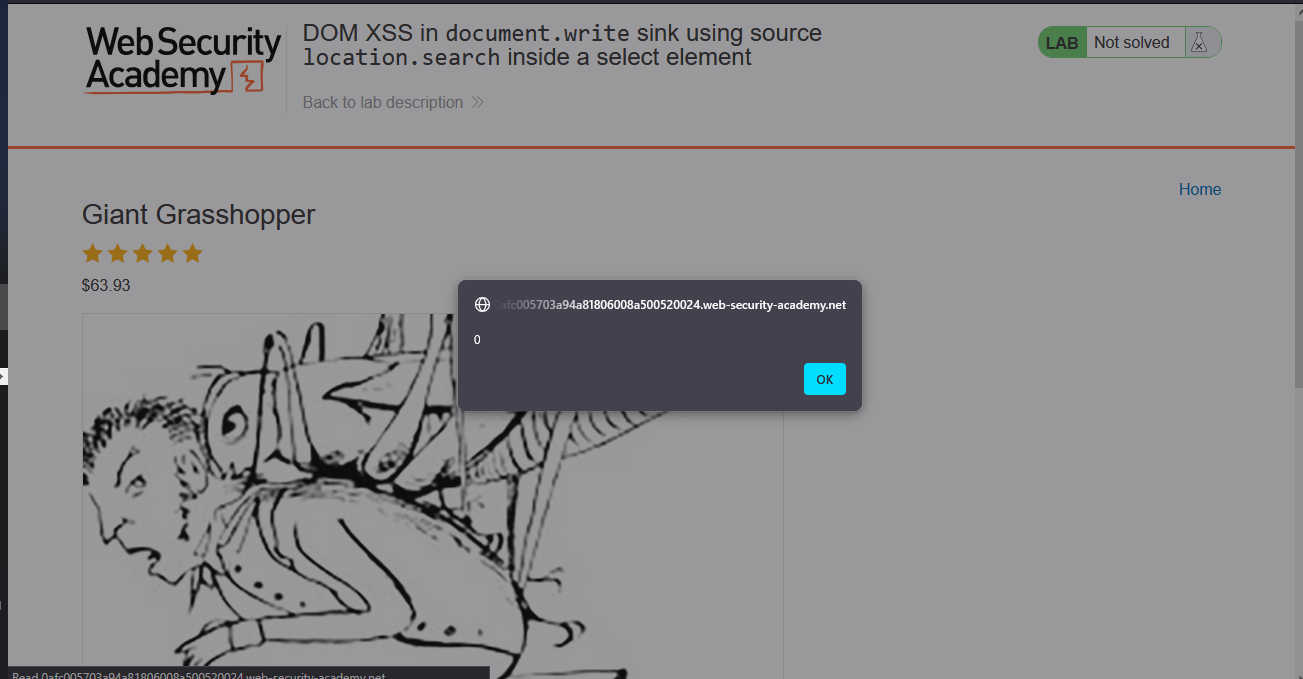 Web Security
Academy
DOM XSS in document.write sink using source
location.search inside a select element
LAB Not solved
Back to lab description
Home
Giant Grasshopper
$63.93
0afc005703a94a81806008a500520024.web-security-academy.net
0
OK
Read 0afc005703a94a81806008a500520024.web-security-academy.net